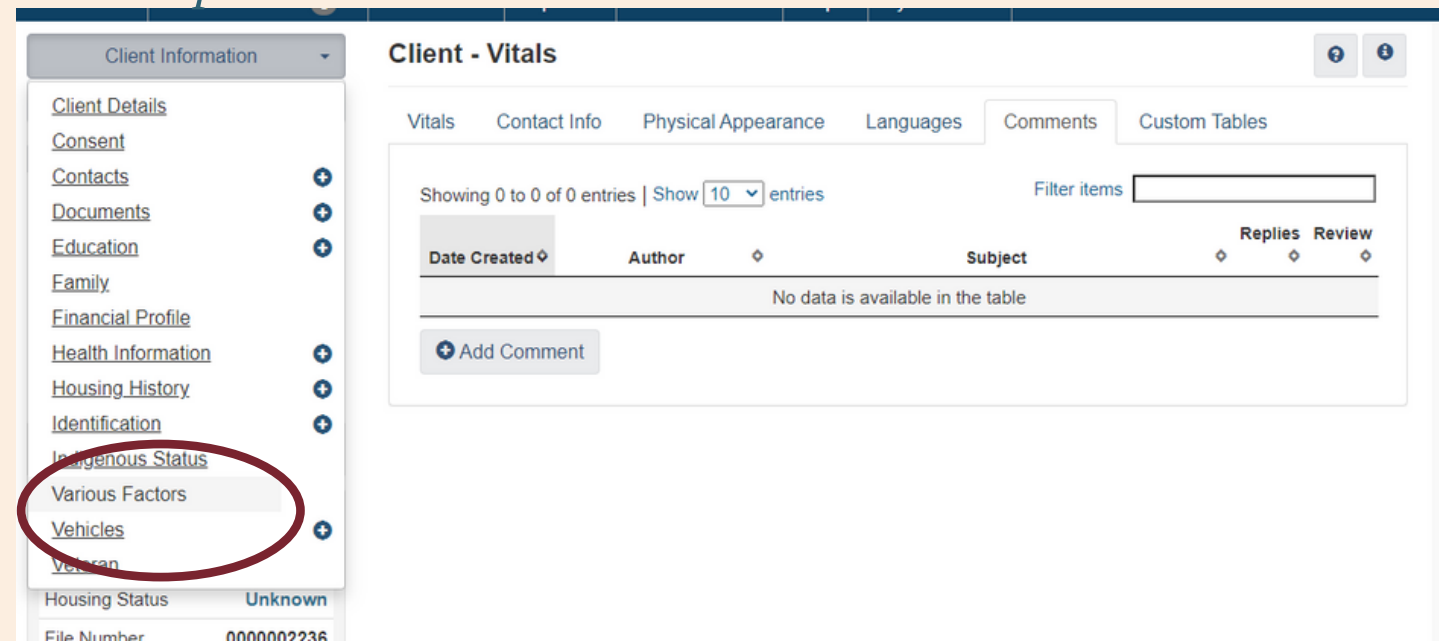 Client Information
Client Details
Consent
Contacts
Documents
Education
Family
Financial Profile
Health Information
Housing History
Identification
Indigenous Status
Various Factors
Vehicles
Veteran
Housing Status Unknown
File Number 0000002236
Client - Vitals
Vitals Contact Info Physical Appearance Languages Comments Custom Tables
Showing 0 to 0 of 0 entries | Show 10 entries Filter items
Date Created Author Subject Replies Review
No data is available in the table
Add Comment